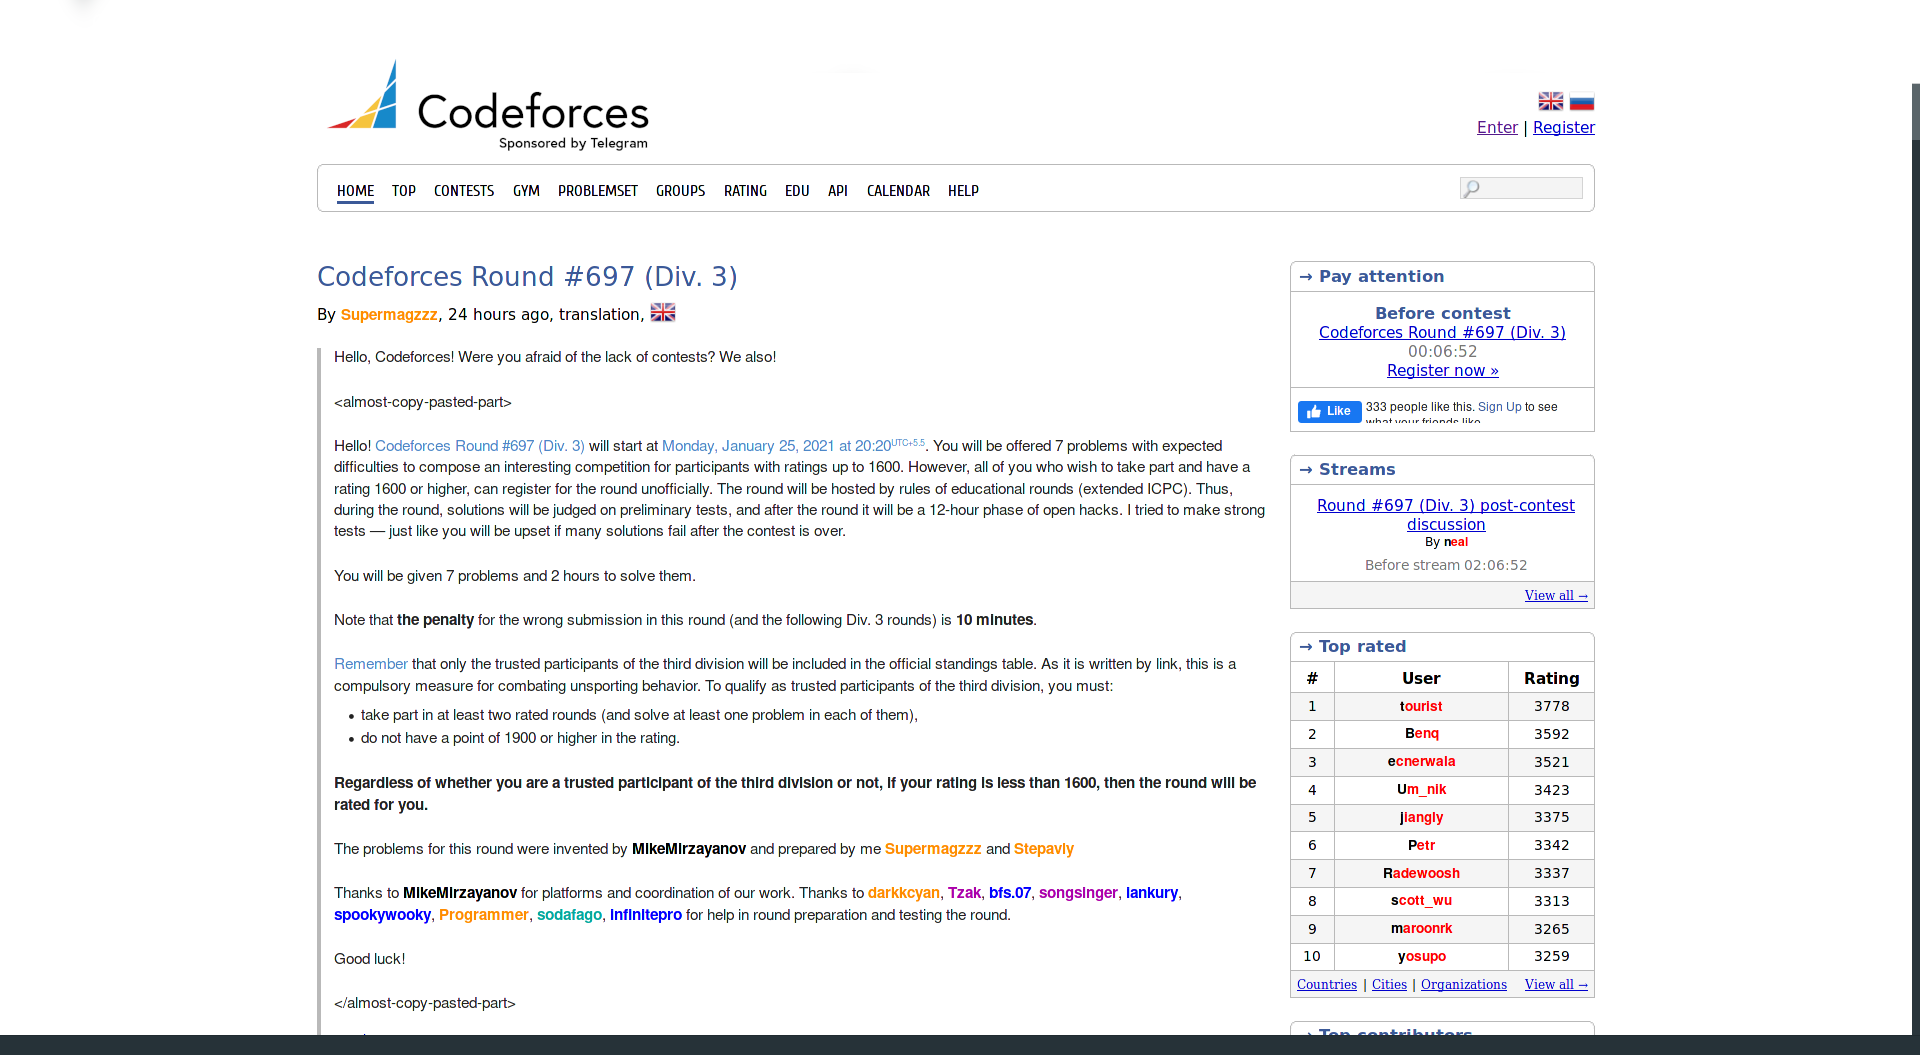 Codeforces
Sponsored by Telegram
Enter | Register
HOME TOP CONTESTS GYM PROBLEMSET GROUPS RATING EDU API CALENDAR HELP
Codeforces Round #697 (Div. 3)
By Supermagzzz, 24 hours ago, translation,
Hello, Codeforces! Were you afraid of the lack of contests? We also!
<almost-copy-pasted-part>
Hello! Codeforces Round #697 (Div. 3) will start at Monday, January 25, 2021 at 20:20UTC+5.5. You will be offered 7 problems with expected
difficulties to compose an interesting competition for participants with ratings up to 1600. However, all of you who wish to take part and have a
rating 1600 or higher, can register for the round unofficially. The round will be hosted by rules of educational rounds (extended ICPC). Thus,
during the round, solutions will be judged on preliminary tests, and after the round it will be a 12-hour phase of open hacks. I tried to make strong
tests — just like you will be upset if many solutions fail after the contest is over.
You will be given 7 problems and 2 hours to solve them.
Note that the penalty for the wrong submission in this round (and the following Div. 3 rounds) is 10 minutes.
Remember that only the trusted participants of the third division will be included in the official standings table. As it is written by link, this is a
compulsory measure for combating unsporting behavior. To qualify as trusted participants of the third division, you must:
• take part in at least two rated rounds (and solve at least one problem in each of them),
• do not have a point of 1900 or higher in the rating.
Regardless of whether you are a trusted participant of the third division or not, if your rating is less than 1600, then the round will be
rated for you.
The problems for this round were invented by MikeMirzayanov and prepared by me Supermagzzz and Stepavly
Thanks to MikeMirzayanov for platforms and coordination of our work. Thanks to darkkcyan, Tzak, bfs.07, songsinger, iankury,
spookywooky, Programmer, sodafago, infinitepro for help in round preparation and testing the round.
Good luck!
</almost-copy-pasted-part>
→ Pay attention
Before contest
Codeforces Round #697 (Div. 3)
00:06:52
Register now »
Like 333 people like this. Sign Up to see
what your friends like.
→ Streams
Round #697 (Div. 3) post-contest
discussion
By neal
Before stream 02:06:52
View all →
→ Top rated
# User Rating
1 tourist 3778
2 Benq 3592
3 ecnerwala 3521
4 Um_nik 3423
5 jiangly 3375
6 Petr 3342
7 Radewoosh 3337
8 scott_wu 3313
9 maroonrk 3265
10 yosupo 3259
Countries | Cities | Organizations View all →
→ Top contributors